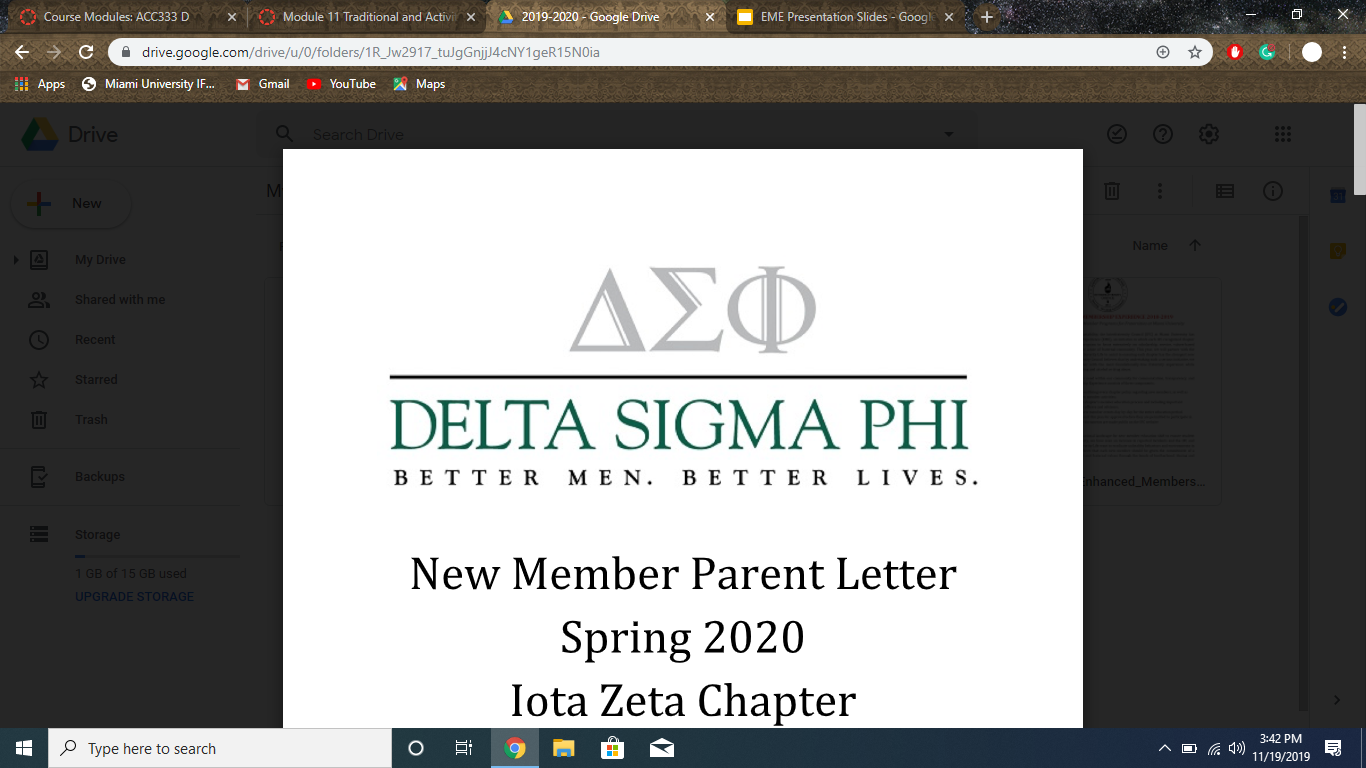 Course Modules: ACC333 D
Module 11 Traditional and Activi
2019-2020 - Google Drive
EME Presentation Slides - Googl
drive.google.com/drive/u/0/folders/1R_Jw2917_tuJgGnjjJ4cNY1geR15N0ia
Apps
Miami University IF...
Gmail
YouTube
Maps
Drive
Search Drive
New
M
My Drive
Shared with me
Recent
Starred
Trash
Backups
Storage
1 GB of 15 GB used
UPGRADE STORAGE
Name
nhanced_Members...
ΔΣΦ
DELTA SIGMA PHI
BETTER MEN. BETTER LIVES.
New Member Parent Letter
Spring 2020
Iota Zeta Chapter
Type here to search
3:42 PM
11/19/2019